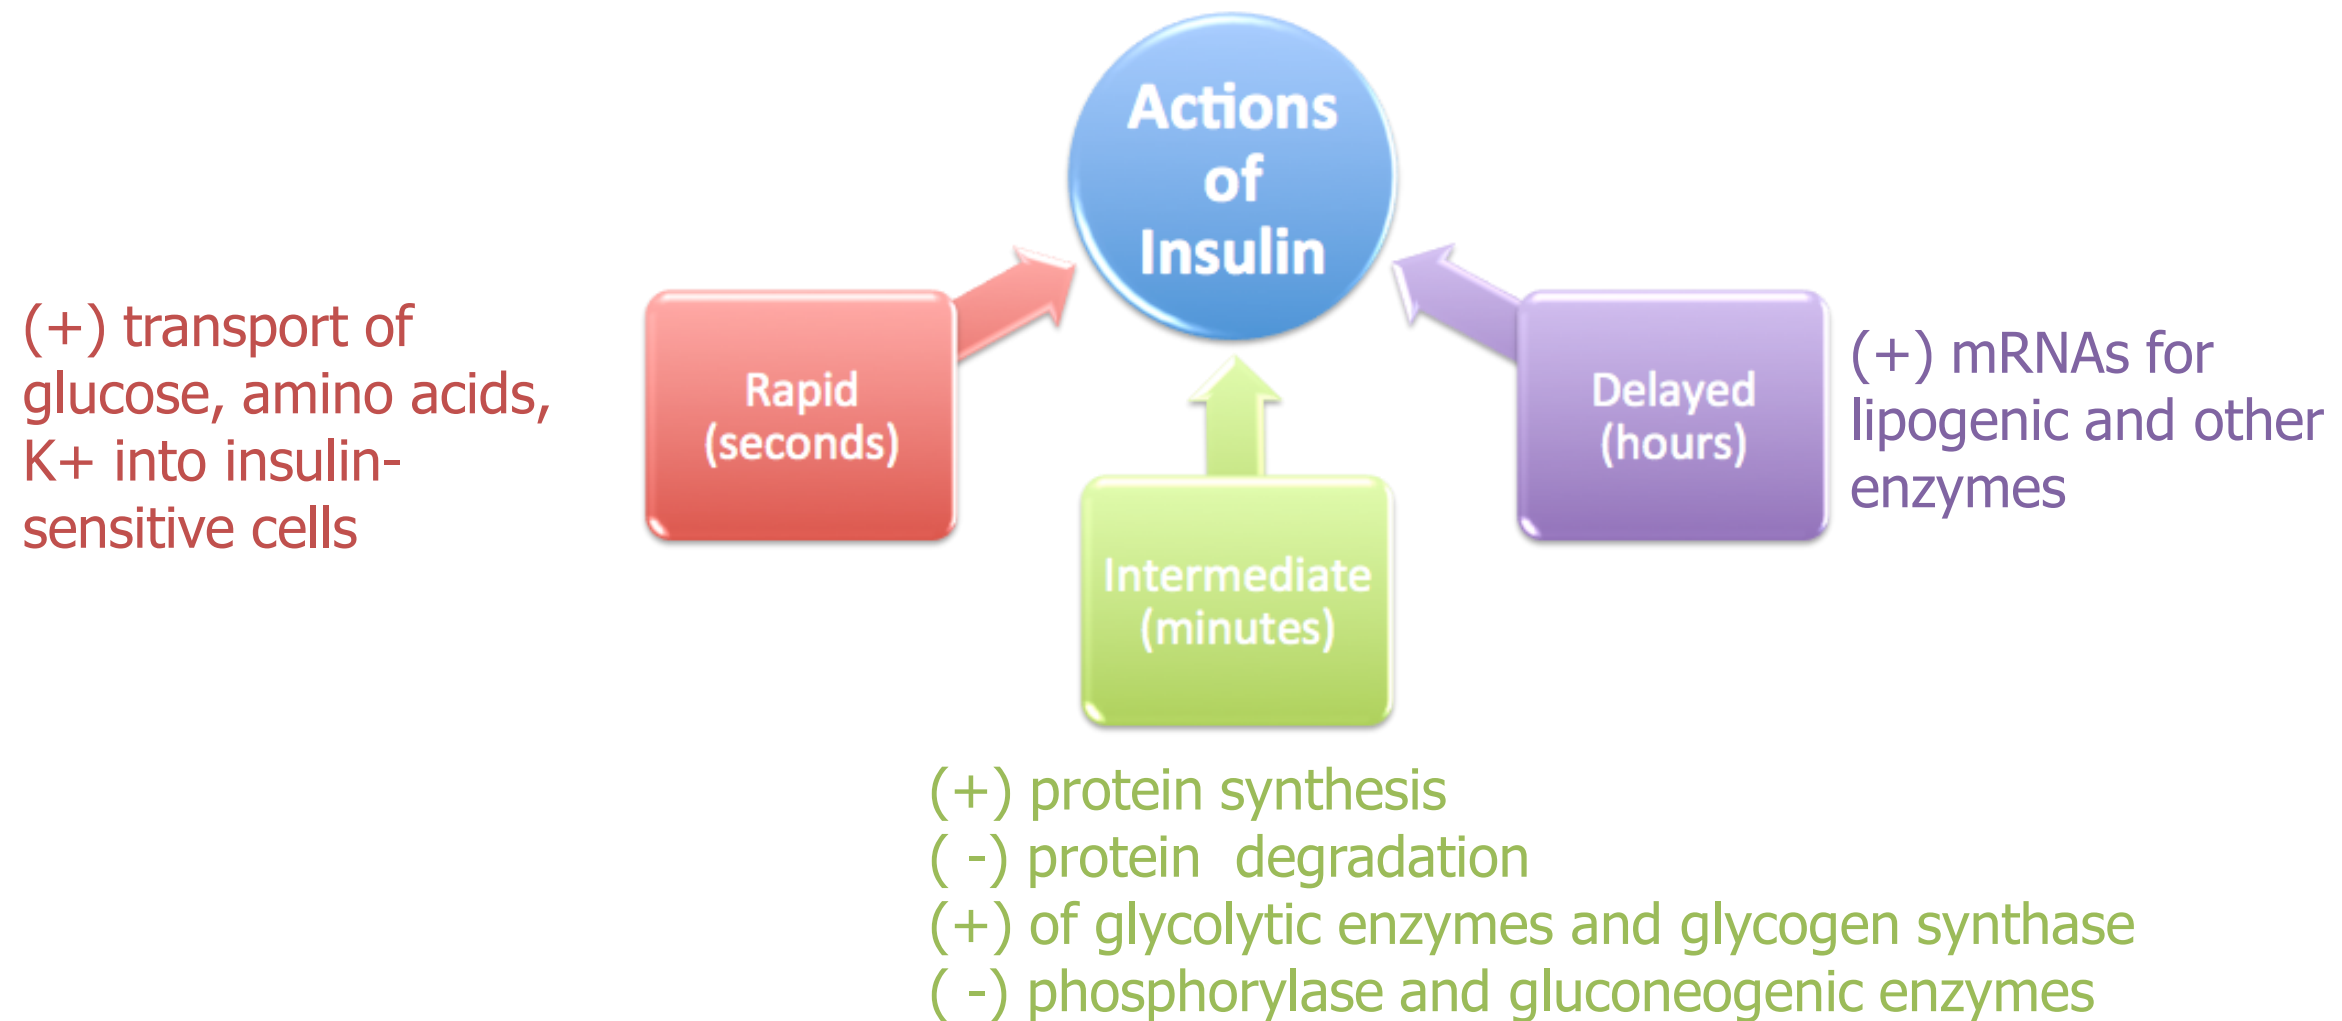 Actions
of
Insulin
(+) transport of
glucose, amino acids,
K+ into insulin-
sensitive cells
Rapid
(seconds)
Intermediate
(minutes)
Delayed
(hours)
(+) mRNAs for
lipogenic and other
enzymes
(+) protein synthesis
( -) protein  degradation
(+) of glycolytic enzymes and glycogen synthase
( -) phosphorylase and gluconeogenic enzymes